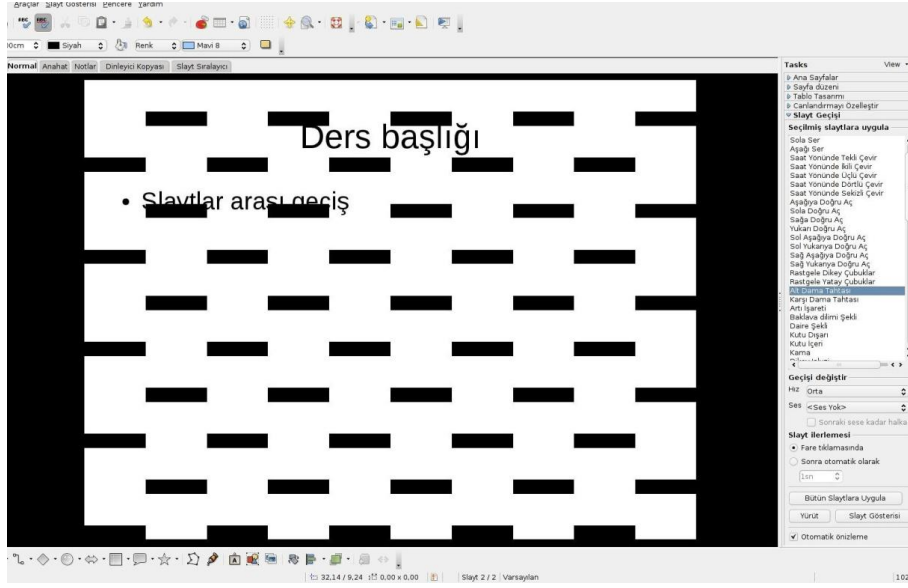 Araçlar Slayt Gösterisi Pencere Yardım
Siyah Renk Mavi 8
Normal Anahat Notlar Dinleyici Kopyası Slayt Sıralayıcı
Ders başlığı
• Slaytlar arası geçiş
Tasks View
Ana Sayfalar
Sayfa düzeni
Tablo Tasarımı
Canlandırmayı Özelleştir
Slayt Geçişi
Seçilmiş slaytlara uygula
Sola Ser
Aşağı Ser
Saat Yönünde Tekli Çevir
Saat Yönünde İkili Çevir
Saat Yönünde Üçlü Çevir
Saat Yönünde Dörtlü Çevir
Saat Yönünde Sekizli Çevir
Aşağıya Doğru Aç
Sola Doğru Aç
Sağa Doğru Aç
Yukarı Doğru Aç
Sol Aşağıya Doğru Aç
Sol Yukarıya Doğru Aç
Sağ Aşağıya Doğru Aç
Sağ Yukarıya Doğru Aç
Rastgele Dikey Çubuklar
Rastgele Yatay Çubuklar
Alt Dama Tahtası
Karşı Dama Tahtası
Artı İşareti
Baklava dilimi Şekli
Daire Şekli
Kutu Dışarı
Kutu İçeri
Kama
Geçişi değiştir
Hız Orta
Ses <Ses Yok>
Sonraki sese kadar halka
Slayt ilerlemesi
Fare tıklamasında
Sonra otomatik olarak
1sn
Bütün Slaytlara Uygula
Yürüt Slayt Gösterisi
Otomatik önizleme
32,14 / 9,24 0,00 x 0,00 Slayt 2 / 2 Varsayılan